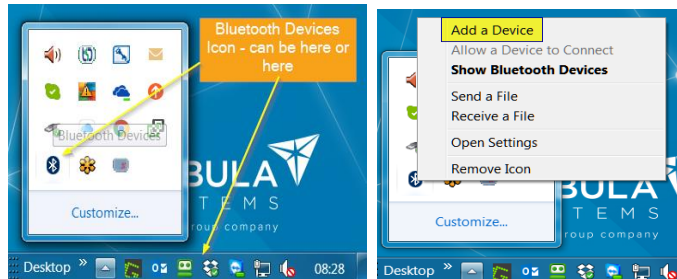 Bluetooth Devices
Icon - can be here or
here
Bluetooth Devices
Customize...
BULA
TEMS
roup company
Desktop
08:28
Add a Device
Allow a Device to Connect
Show Bluetooth Devices
Send a File
Receive a File
Open Settings
Remove Icon
Customize...
BULA
TEMS
roup company
Desktop